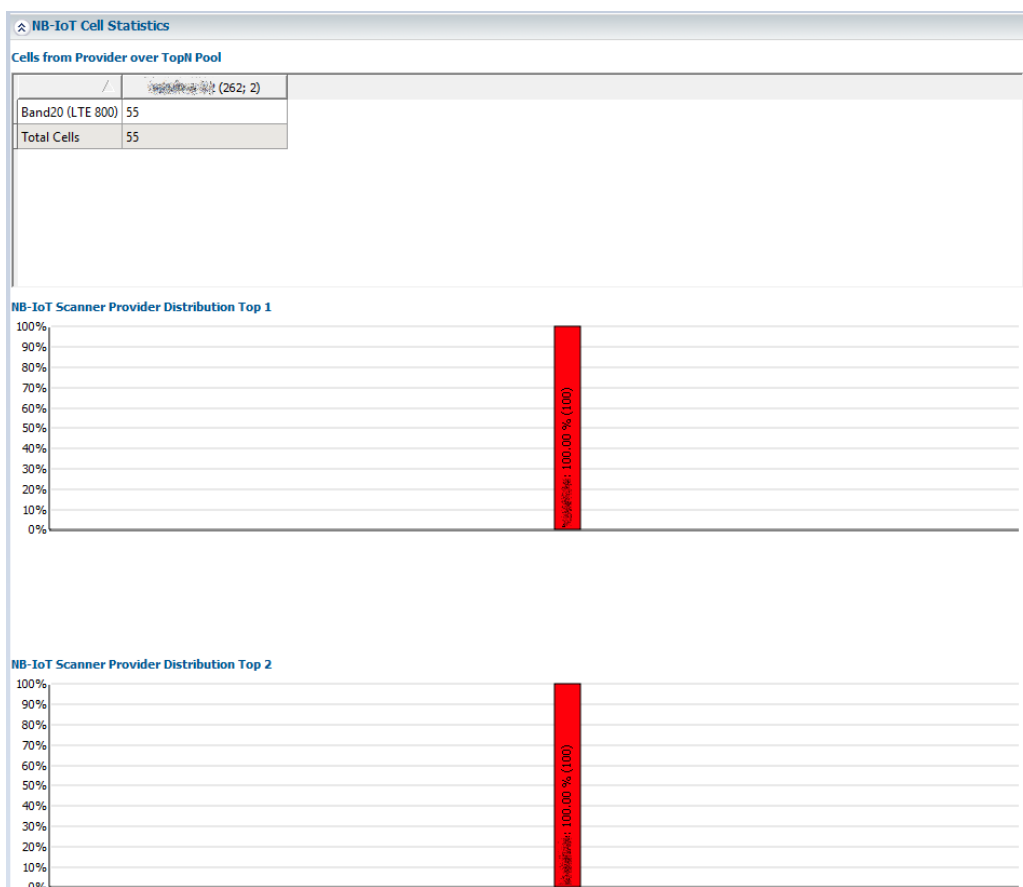 NB-IoT Cell Statistics
Cells from Provider over TopN Pool
(262; 2)
Band20 (LTE 800) 55
Total Cells 55
NB-IoT Scanner Provider Distribution Top 1
100%
90%
80%
70%
60%
50%
40%
30%
20%
10%
0%
: 100.00 % (100)
NB-IoT Scanner Provider Distribution Top 2
100%
90%
80%
70%
60%
50%
40%
30%
20%
10%
0%
: 100.00 % (100)